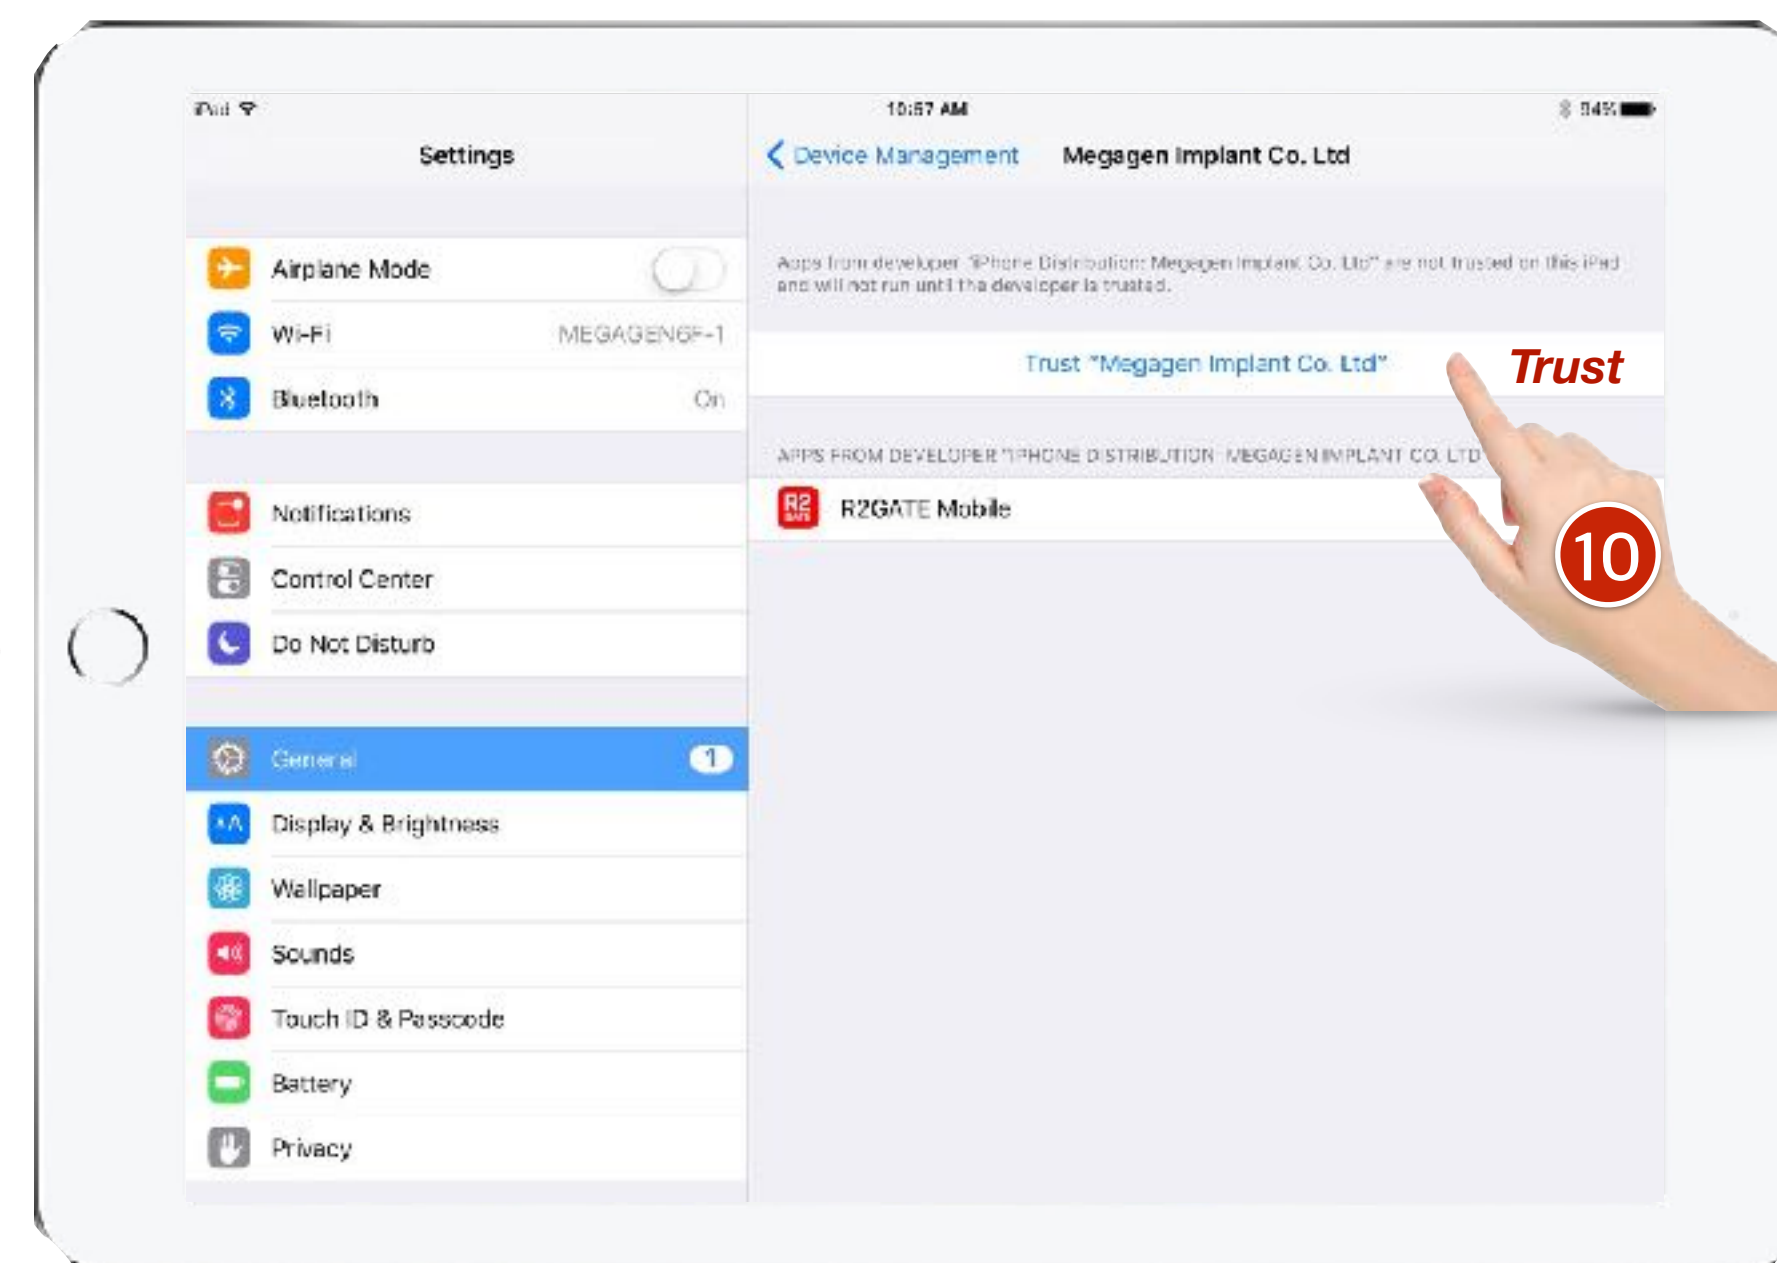 iPad
10:57 AM
94%
Settings
Device Management
Megagen Implant Co. Ltd
Airplane Mode
Wi-Fi
MEGAGEN6F-1
Bluetooth
On
Notifications
Control Center
Do Not Disturb
General
1
Display & Brightness
Wallpaper
Sounds
Touch ID & Passcode
Battery
Privacy
Apps from developer "iPhone Distribution: Megagen Implant Co. Ltd" are not trusted on this iPad
and will not run until the developer is trusted.
Trust "Megagen Implant Co. Ltd"
Trust
APPS FROM DEVELOPER "IPHONE DISTRIBUTION: MEGAGEN IMPLANT CO. LTD
R2
GATE
R2GATE Mobile
10